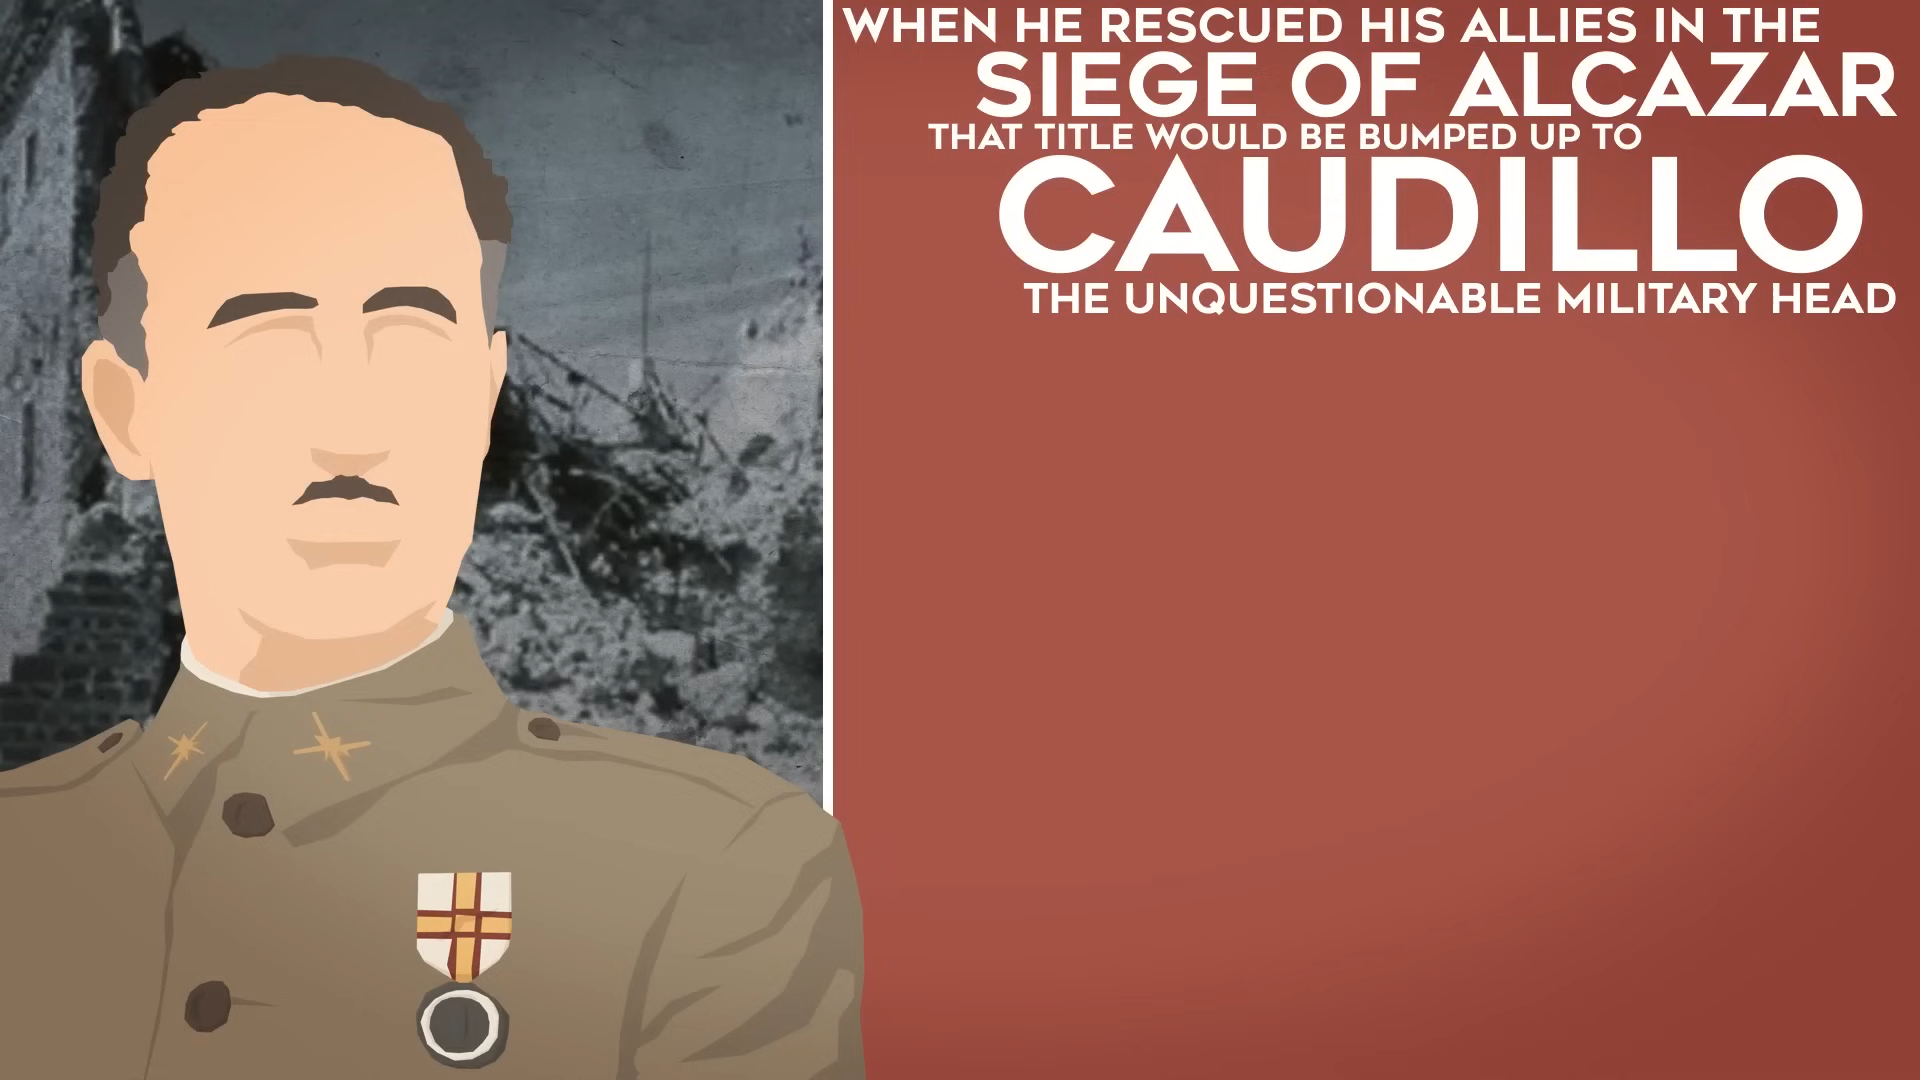 WHEN HE RESCUED HIS ALLIES IN THE
SIEGE OF ALCAZAR
THAT TITLE WOULD BE BUMPED UP TO
CAUDILLO
THE UNQUESTIONABLE MILITARY HEAD